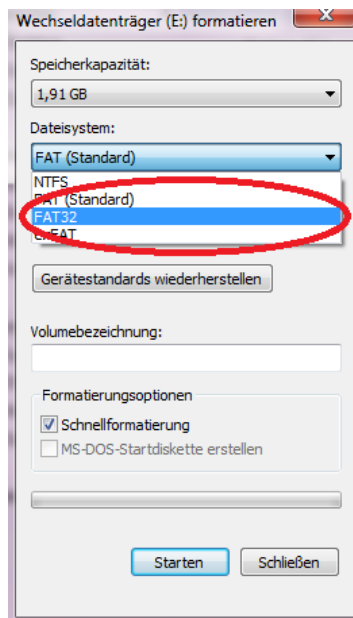 Wechseldatenträger (E:) formatieren
Speicherkapazität:
1,91 GB
Dateisystem:
FAT (Standard)
NTFS
FAT (Standard)
FAT32
exFAT
Gerätestandards wiederherstellen
Volumebezeichnung:
Formatierungsoptionen
Schnellformatierung
MS-DOS-Startdiskette erstellen
Starten
Schließen